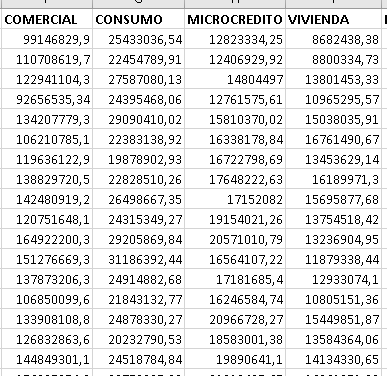 COMERCIAL CONSUMO MICROCREDITO VIVIENDA
99146829,9 25433036,54 12823334,25 8682438,38
110708619,7 22454789,91 12406929,92 8800334,73
122941104,3 27587080,13 14804497 13801453,33
92656535,34 24395468,06 12761575,61 10965295,57
134207779,3 29090410,02 15810370,02 15038035,91
106210785,1 22383138,92 16338178,84 16761490,67
119636122,9 19878902,93 16722798,69 13453629,14
138829720,5 22828510,26 17648222,63 16189971,3
142480919,2 26498667,35 17152082 15695877,68
120751648,1 24315349,27 19154021,26 13754518,42
164922200,3 29205869,84 20571010,79 13236904,95
151276669,3 31186392,44 16564107,22 11879338,44
137873206,3 24914882,68 17181685,4 12933074,1
106850099,6 21843132,77 16246584,74 10805151,36
133908108,8 24878330,27 20966728,27 15449851,87
126832863,6 20232790,53 18583001,38 13584364,06
144849301,1 24518784,84 19890641,1 14134330,65